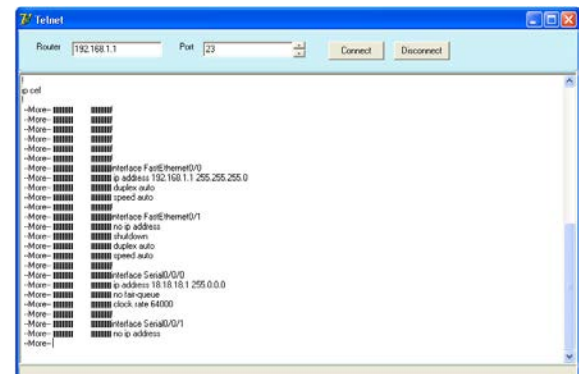 Telnet
Router 192.168.1.1 Port 23 Connect Disconnect
!
ip cef
!
--More-- !
--More-- !
--More-- !
--More-- !
--More-- !
--More-- !
--More-- interface FastEthernet0/0
--More-- ip address 192.168.1.1 255.255.255.0
--More-- duplex auto
--More-- speed auto
--More-- !
--More-- interface FastEthernet0/1
--More-- no ip address
--More-- shutdown
--More-- duplex auto
--More-- speed auto
--More-- !
--More-- interface Serial0/0/0
--More-- ip address 18.18.18.1 255.0.0.0
--More-- no fair-queue
--More-- clock rate 64000
--More-- !
--More-- interface Serial0/0/1
--More-- no ip address
--More--